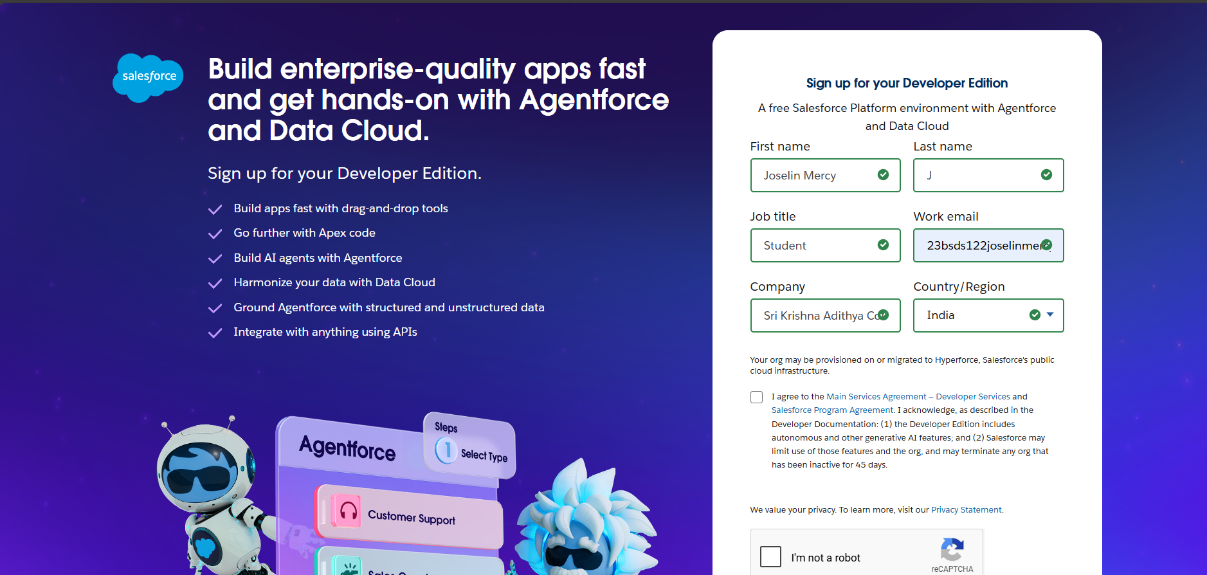 salesforce
Build enterprise-quality apps fast
and get hands-on with Agentforce
and Data Cloud.
Sign up for your Developer Edition.
Build apps fast with drag-and-drop tools
Go further with Apex code
Build AI agents with Agentforce
Harmonize your data with Data Cloud
Ground Agentforce with structured and unstructured data
Integrate with anything using APIs
Agentforce
Steps
1 Select Type
Customer Support
Sign up for your Developer Edition
A free Salesforce Platform environment with Agentforce
and Data Cloud
First name Last name
Joselin Mercy J
Job title Work email
Student 23bsds122joselinme
Company Country/Region
Sri Krishna Adithya India
Your org may be provisioned on or migrated to Hyperforce, Salesforce's public
cloud infrastructure.
I agree to the Main Services Agreement – Developer Services and
Salesforce Program Agreement. I acknowledge, as described in the
Developer Documentation: (1) the Developer Edition includes
autonomous and other generative AI features; and (2) Salesforce may
limit use of those features and the org, and may terminate any org that
has been inactive for 45 days.
We value your privacy. To learn more, visit our Privacy Statement.
I'm not a robot
reCAPTCHA